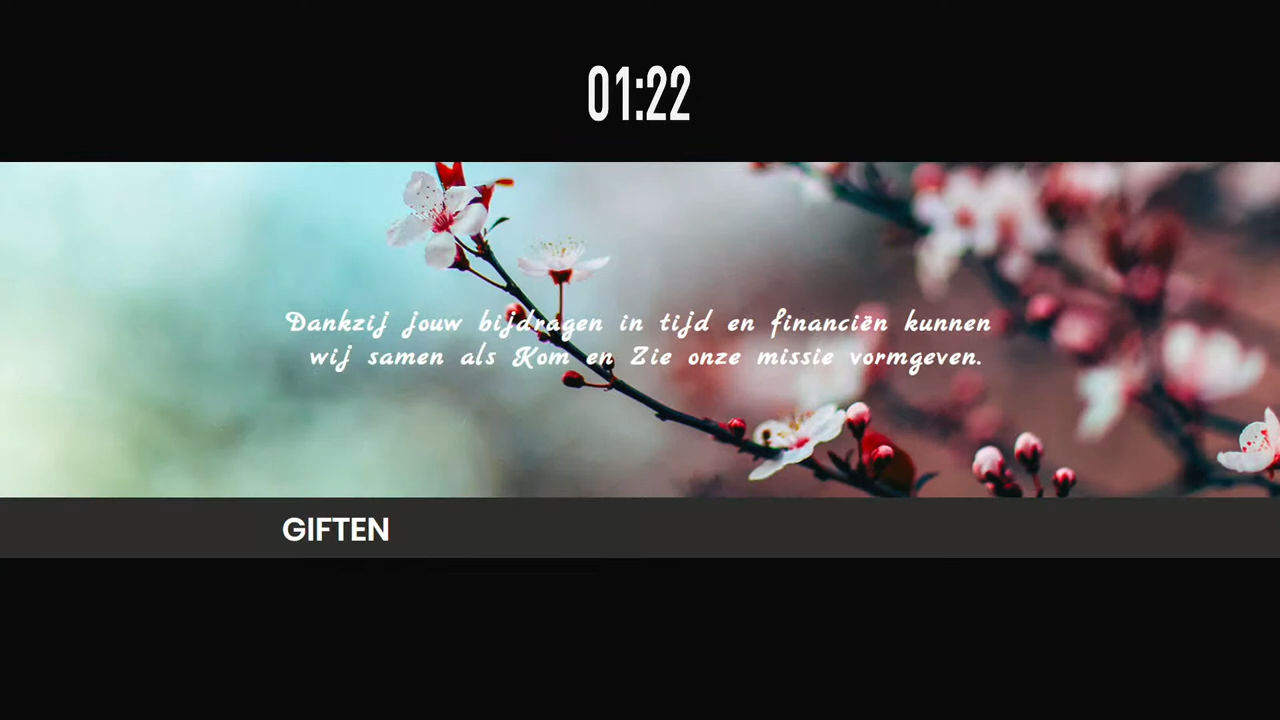 01:22
Dankzij jouw bijdragen in tijd en financiën kunnen
wij samen als Kom en Zie onze missie vormgeven.
GIFTEN